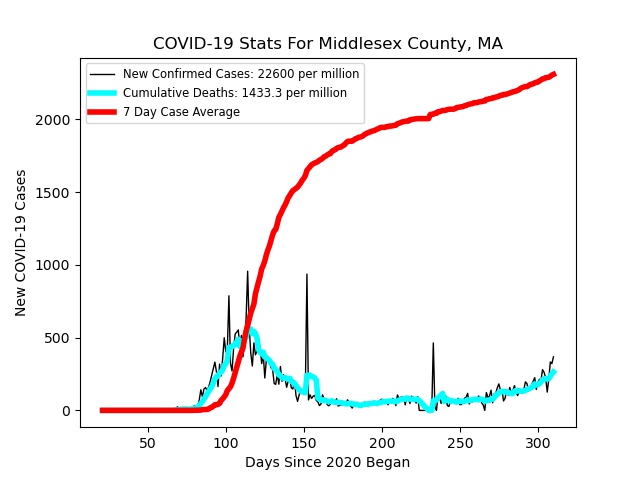 COVID-19 Stats For Middlesex County, MA
New Confirmed Cases: 22600 per million
Cumulative Deaths: 1433.3 per million
7 Day Case Average
New COVID-19 Cases
2000
1500
1000
500
0
50 100 150 200 250 300
Days Since 2020 Began